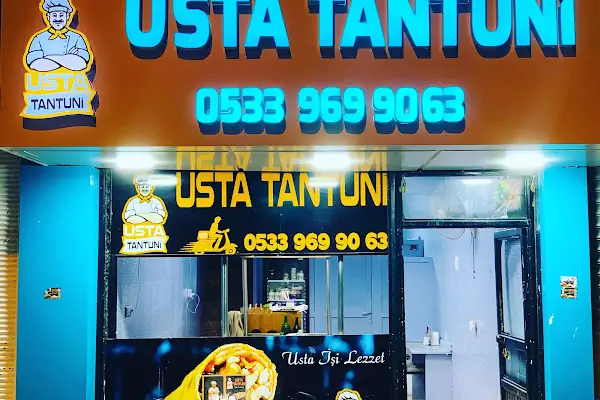 USTA TANTUNİ
USTA
TANTUNİ
0533 969 90 63
USTA TANTUNİ
USTA
TANTUNİ
0533 969 90 63
Usta İşi Lezzet